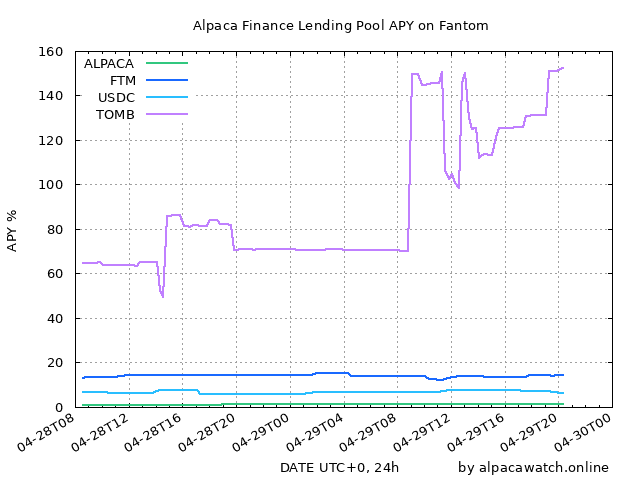 Alpaca Finance Lending Pool APY on Fantom
160
140
120
100
80
60
40
20
0
APY %
ALPACA
FTM
USDC
TOMB
04-28T08
04-28T12
04-28T16
04-28T20
04-29T00
04-29T04
04-29T08
04-29T12
04-29T16
04-29T20
04-30T00
DATE UTC+0, 24h
by alpacawatch.online